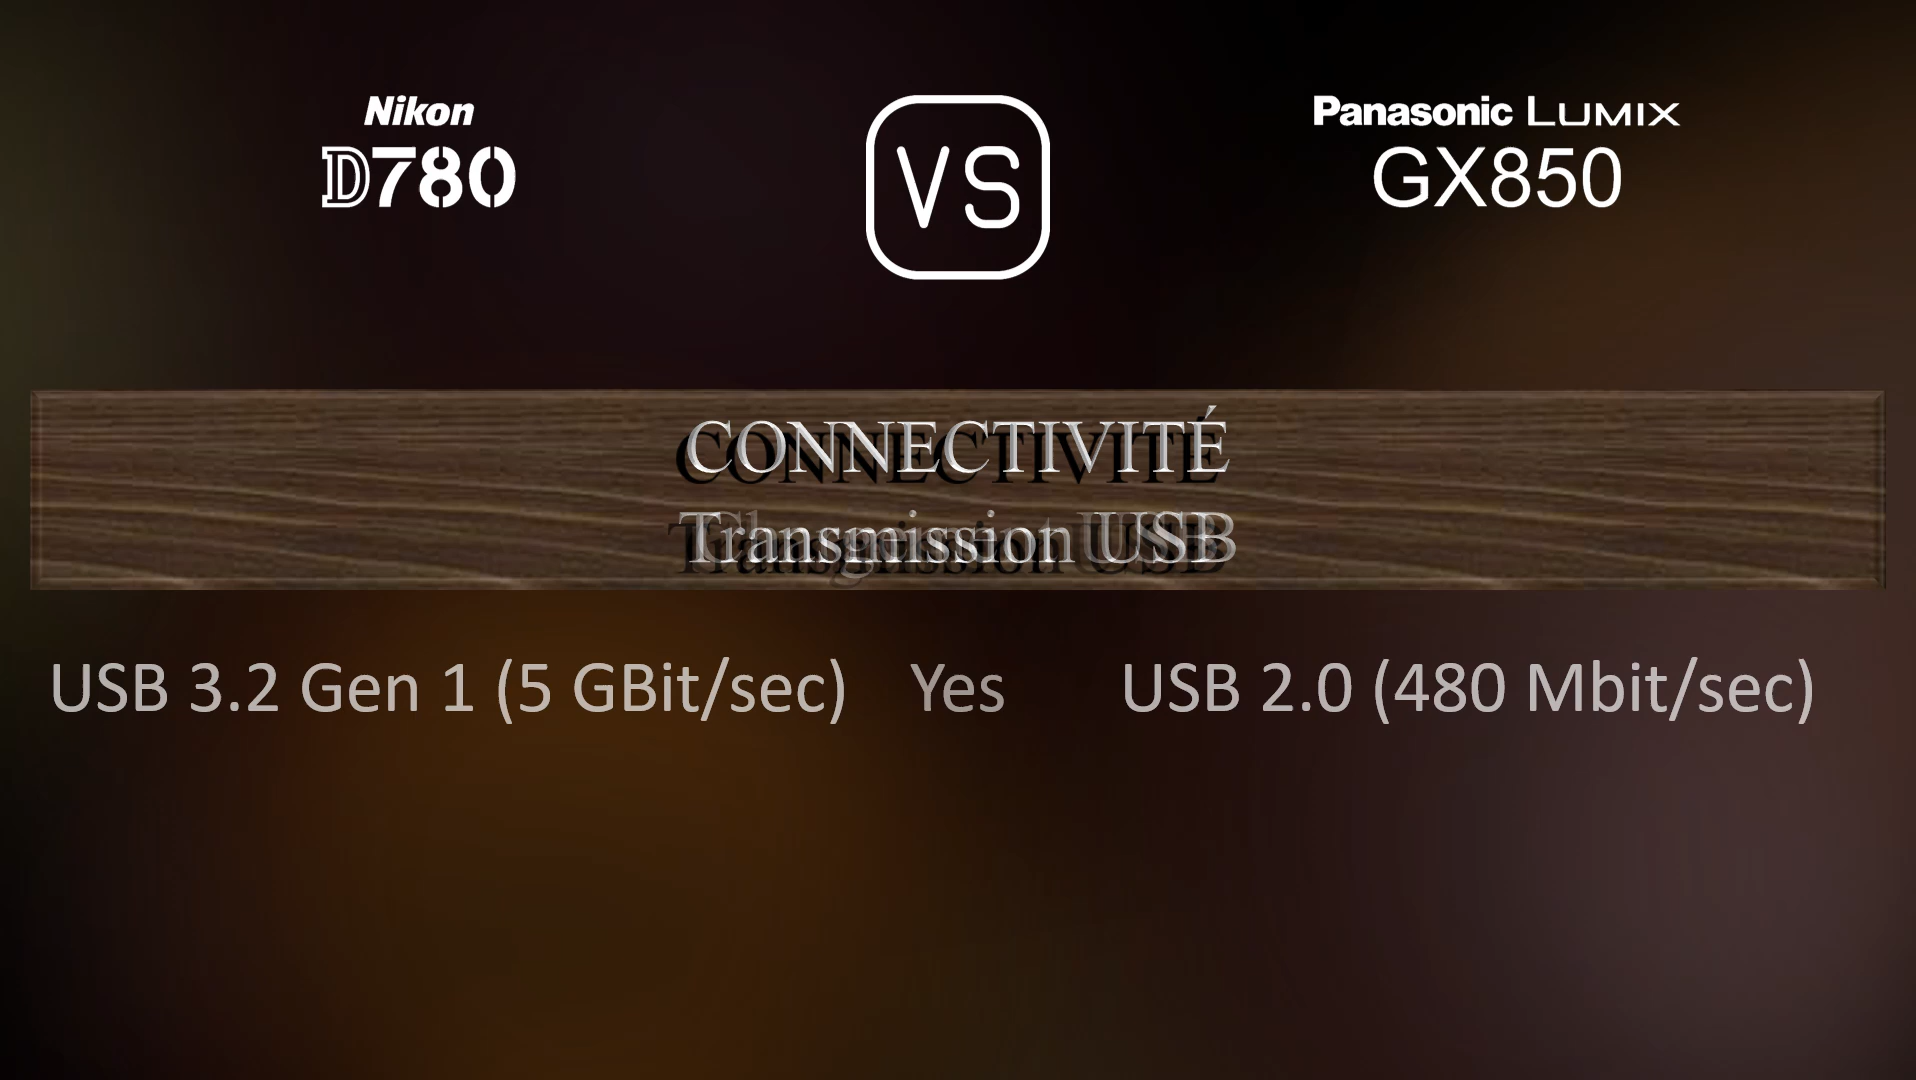 Nikon
D780
VS
Panasonic LUMIX
GX850
CONNECTIVITÉ
Transmission USB
USB 3.2 Gen 1 (5 GBit/sec) Yes USB 2.0 (480 Mbit/sec)